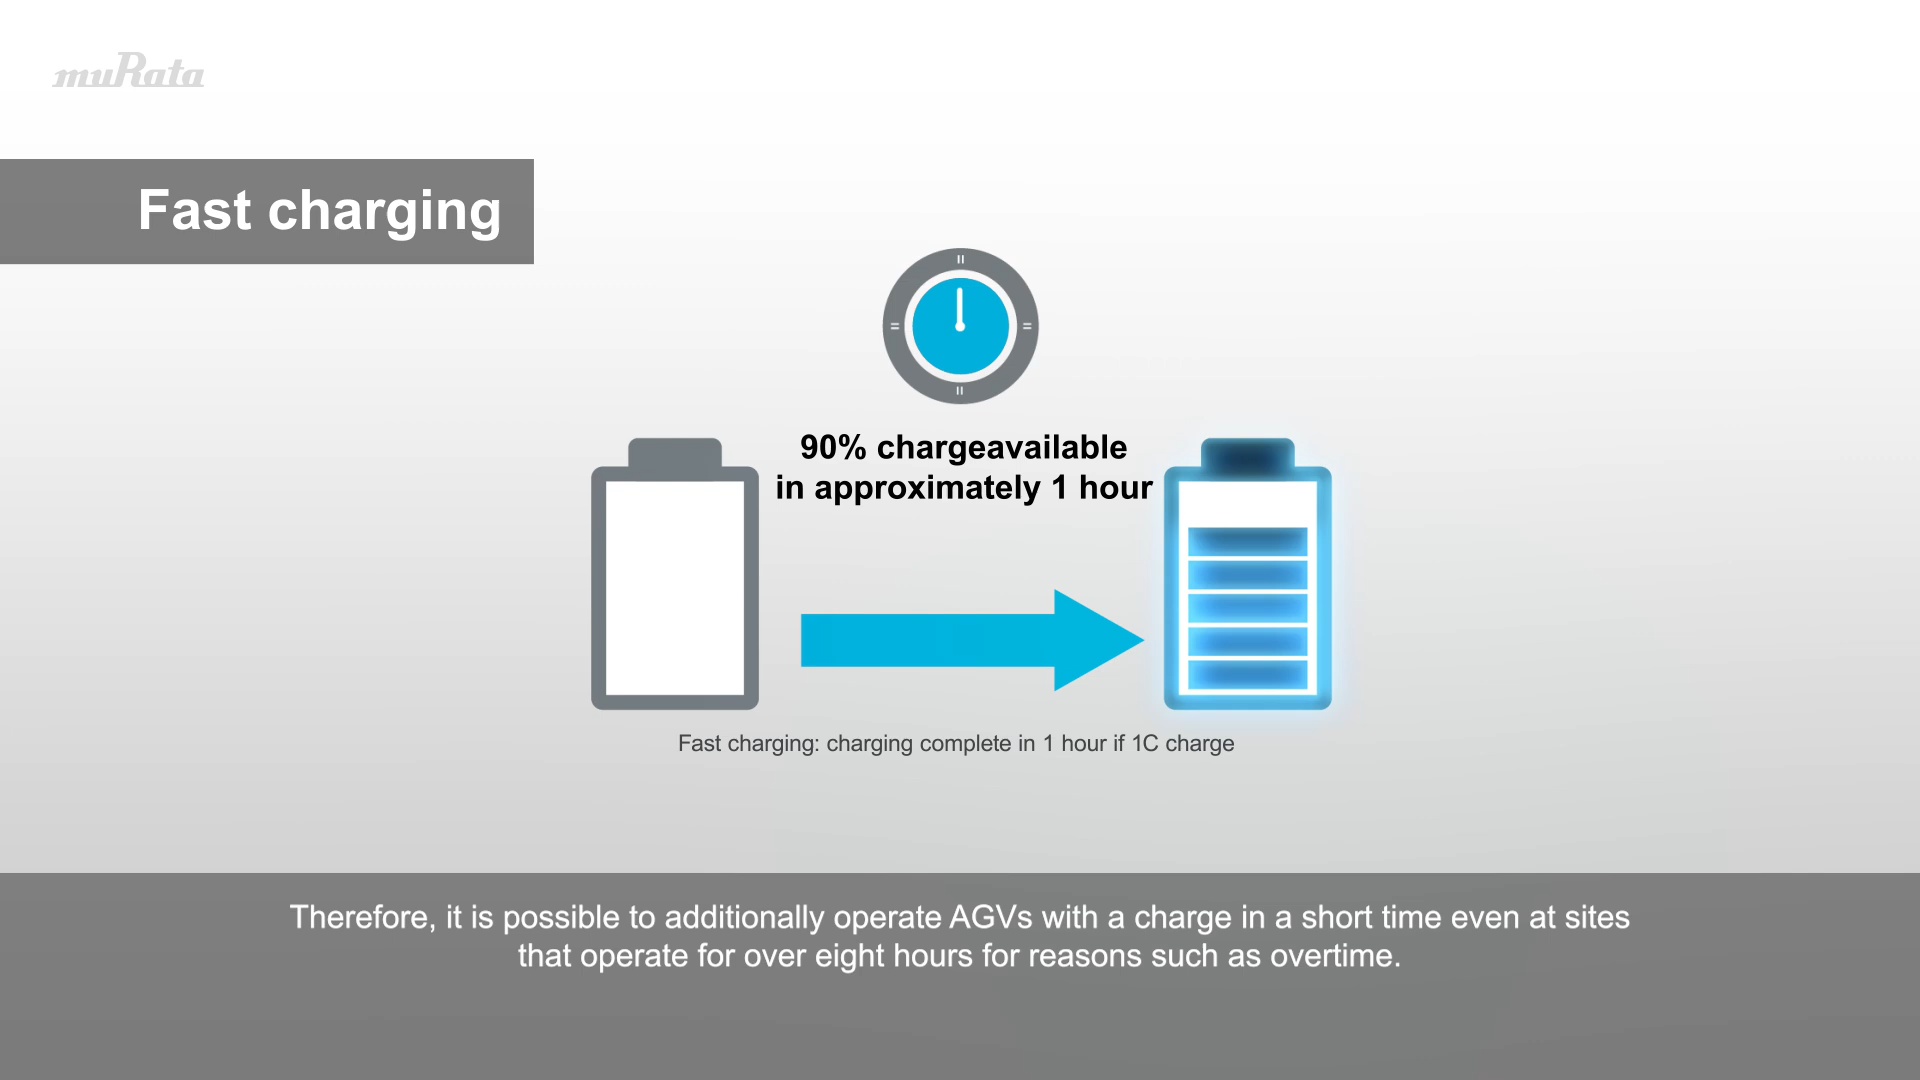 muRata
Fast charging
90% chargeavailable
in approximately 1 hour
Fast charging: charging complete in 1 hour if 1C charge
Therefore, it is possible to additionally operate AGVs with a charge in a short time even at sites
that operate for over eight hours for reasons such as overtime.